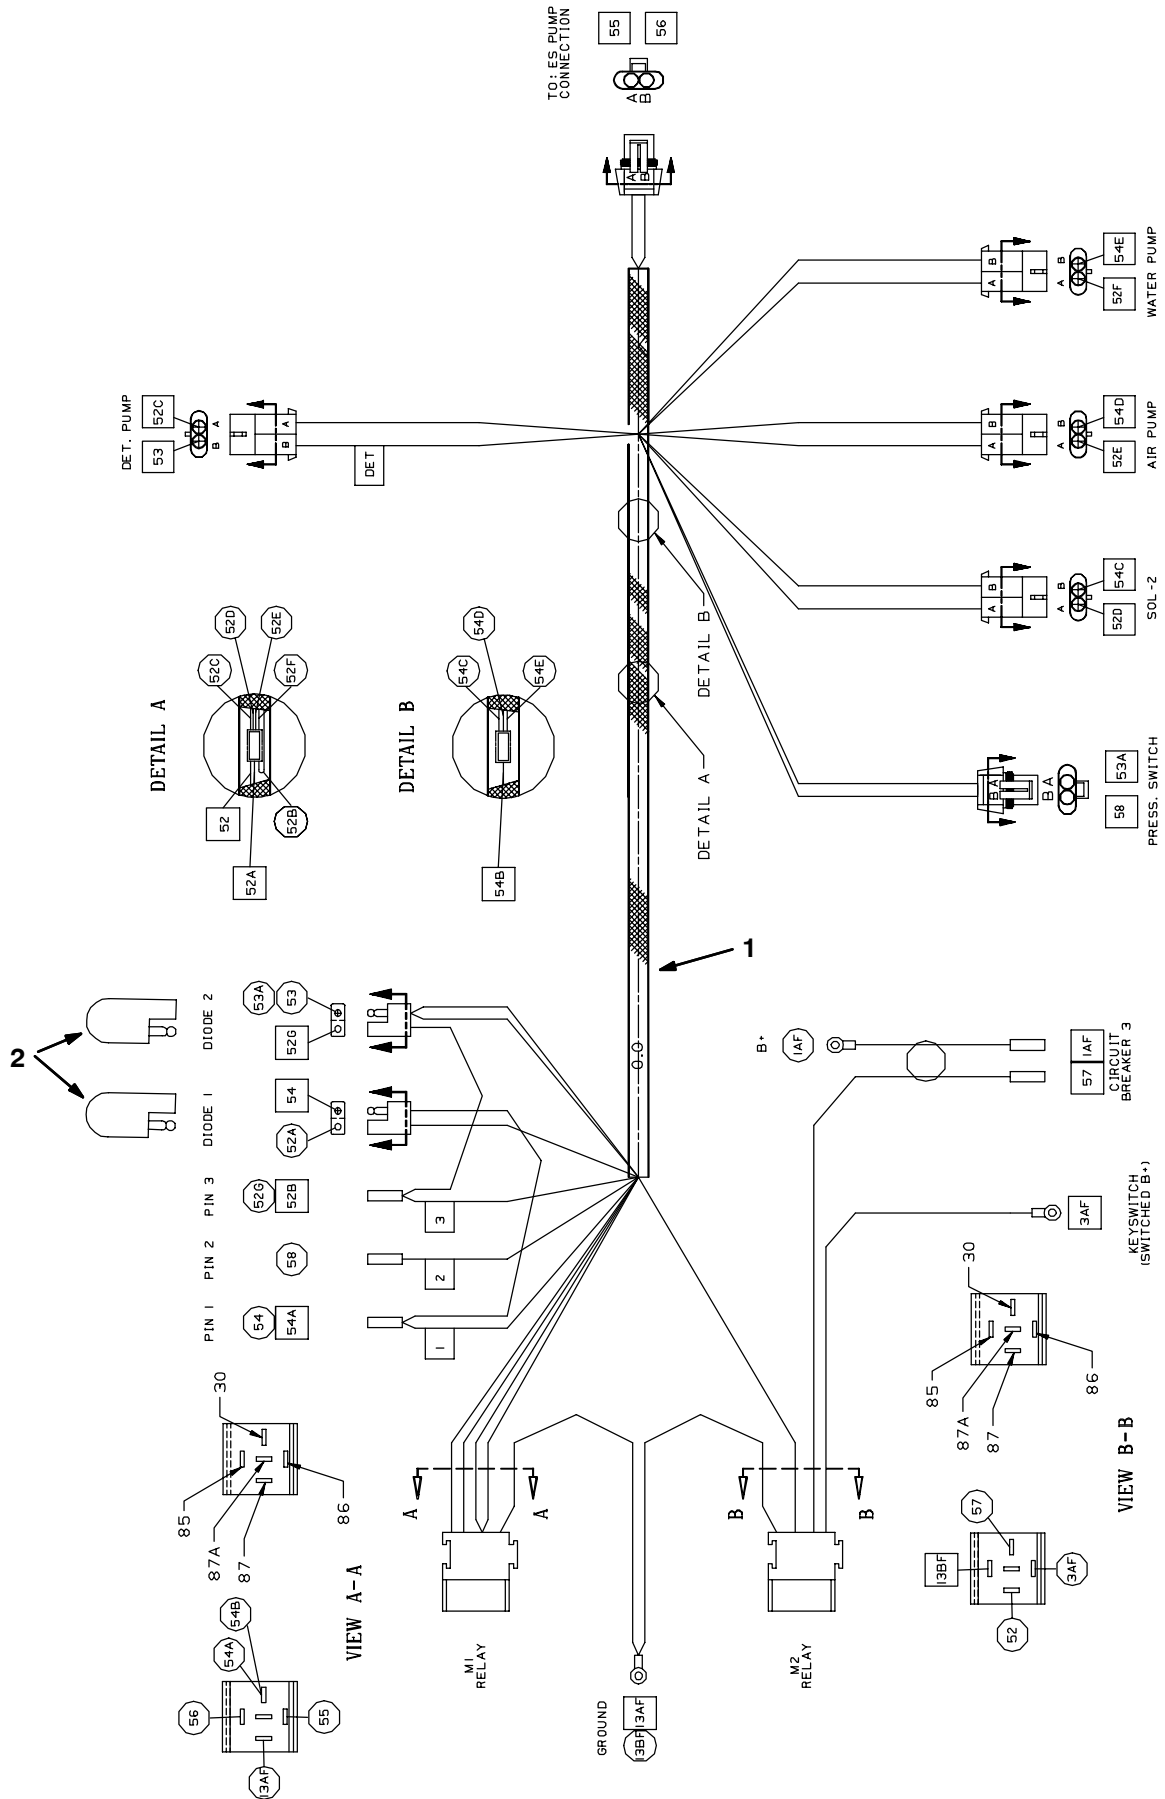 TO: ES PUMP
CONNECTION
55
56
A
B
A
B
DET. PUMP
53
52C
B
A
B
A
DET
WATER PUMP
52F
54E
A
B
A
B
AIR PUMP
52E
54D
A
B
A
B
SOL-2
52D
54C
A
B
A
B
PRESS. SWITCH
58
53A
B
A
B
A
DETAIL A
52C
52D
52E
52F
52
52A
52B
DETAIL B
54C
54D
54E
54B
DETAIL A
DETAIL B
1
0.0
2
DIODE 2
53A
53
52G
DIODE 1
54
52A
PIN 3
52G
52B
3
PIN 2
58
2
PIN 1
54
54A
1
B+
1AF
57
1AF
CIRCUIT
BREAKER 3
3AF
KEYSWITCH
(SWITCHED B+)
85
30
87A
87
86
VIEW A-A
54A
54B
56
55
13AF
A
A
M1
RELAY
GROUND
13BF
13AF
B
B
M2
RELAY
85
30
87A
87
86
VIEW B-B
57
13BF
3AF
52